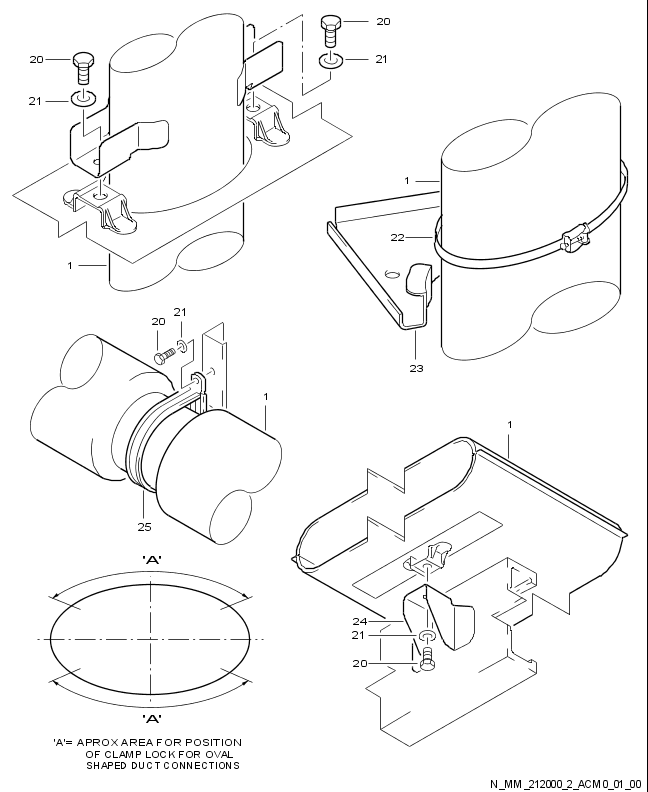 20
20
21
21
1
1
22
23
21
20
1
25
1
24
21
20
'A'
'A'
'A'= APROX AREA FOR POSITION
OF CLAMP LOCK FOR OVAL
SHAPED DUCT CONNECTIONS
N_MM_212000_2_ACM0_01_00